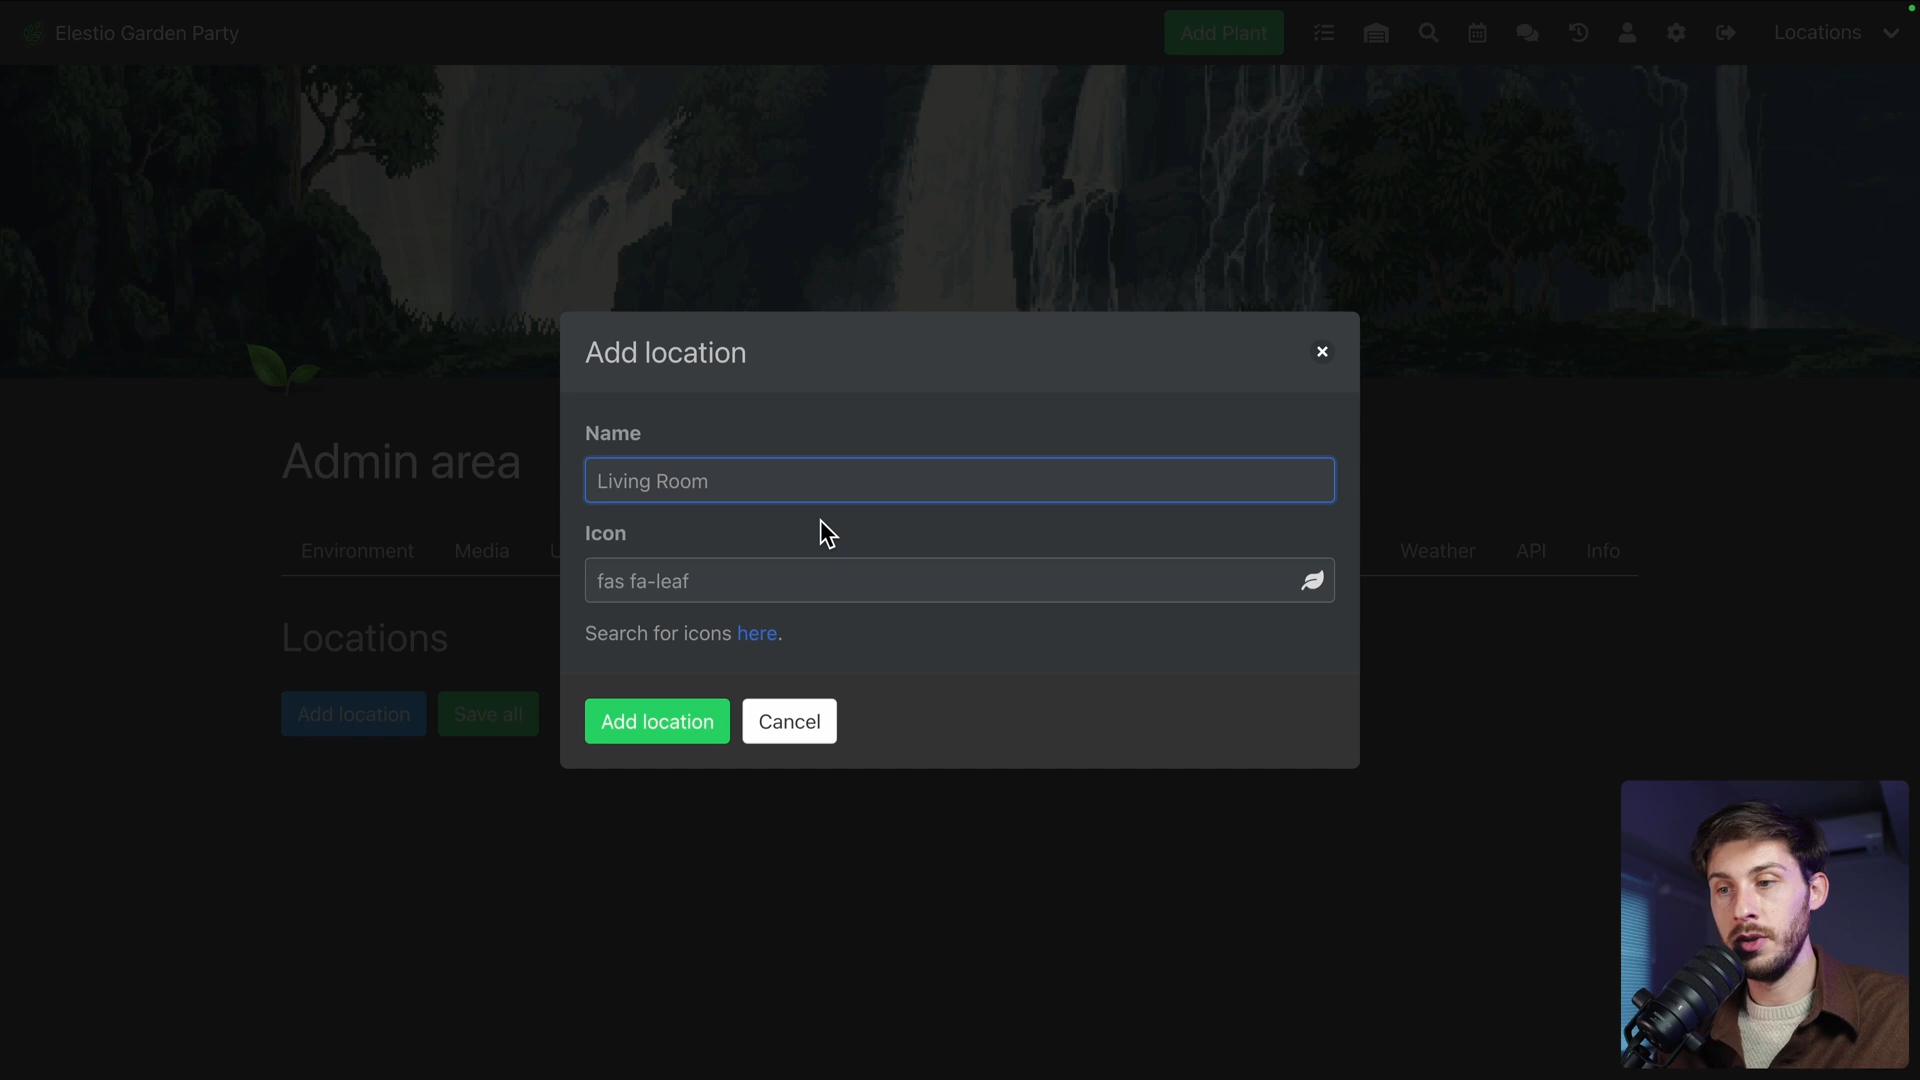 Elestio Garden Party
Add Plant
Locations
Add location
Name
Living Room
Icon
fas fa-leaf
Search for icons here.
Add location
Cancel
Admin area
Environment
Media
U
Weather
API
Info
Locations
Add location
Save all